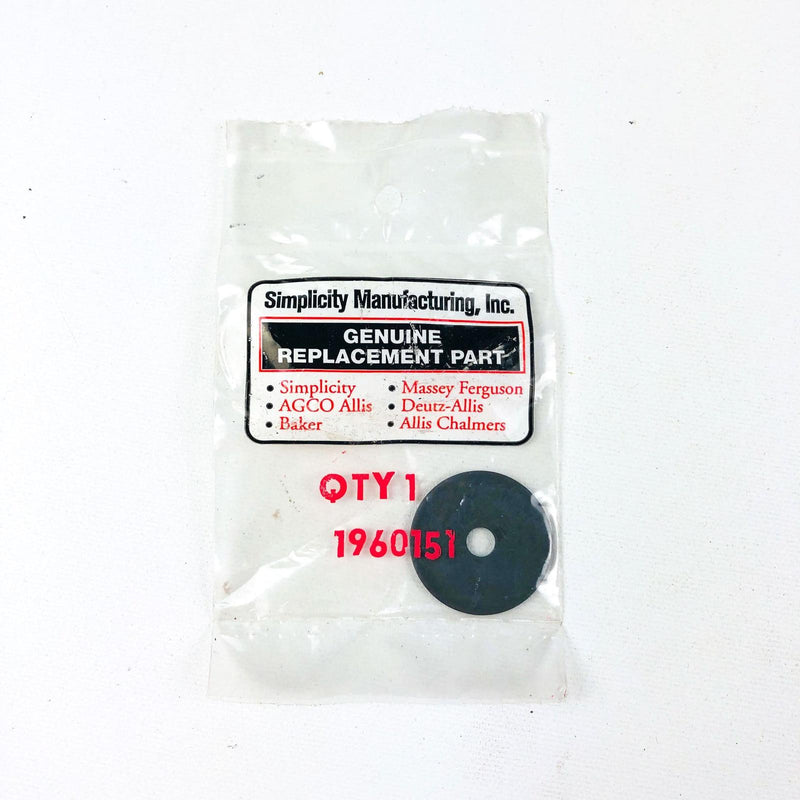 Simplicity Manufacturing, Inc.
GENUINE
REPLACEMENT PART
• Simplicity
• AGCO Allis
• Baker
• Massey Ferguson
• Deutz-Allis
• Allis Chalmers
QTY 1
1960151